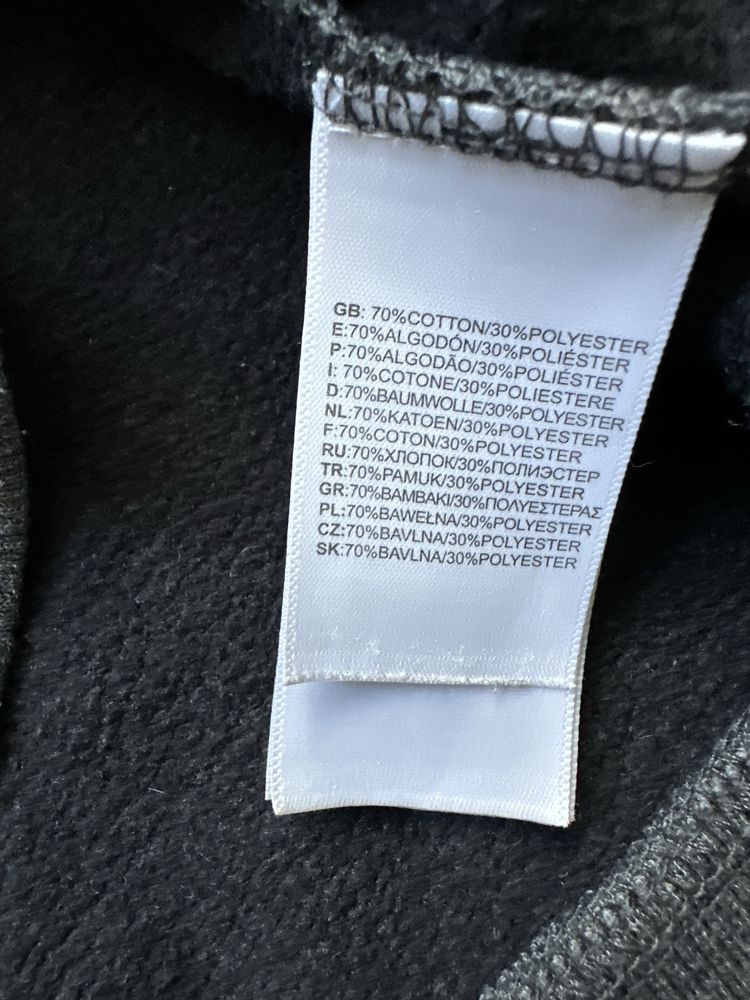 GB: 70%COTTON/30%POLYESTER
E:70%ALGODÓN/30%POLIÉSTER
P:70%ALGODÃO/30%POLIÉSTER
I: 70%COTONE/30%POLIESTERE
D:70%BAUMWOLLE/30%POLYESTER
NL:70%KATOEN/30%POLYESTER
F:70%COTON/30%POLYESTER
RU:70%ХЛОПОК/30%ПОЛИЭСТЕР
TR:70%PAMUK/30%POLYESTER
GR:70%ΒΑΜΒΑΚΙ/30%ΠΟΛΥΕΣΤΕΡΑΣ
PL:70%BAWEŁNA/30%POLYESTER
CZ:70%BAVLNA/30%POLYESTER
SK:70%BAVLNA/30%POLYESTER